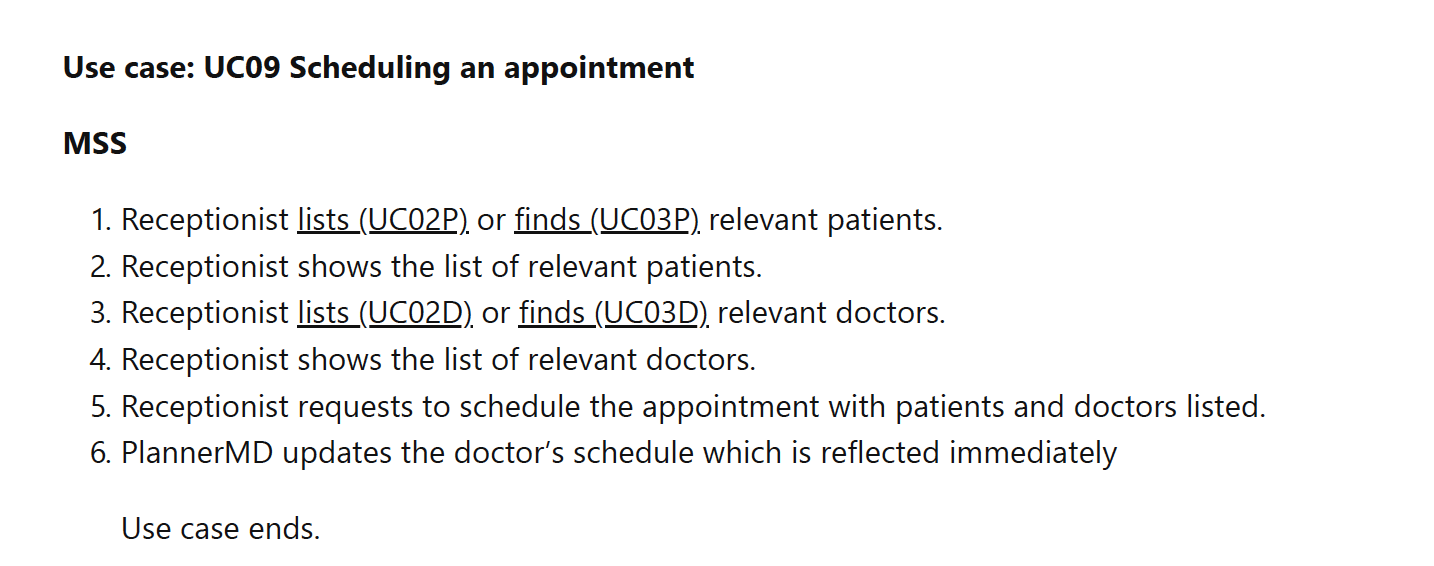 Use case: UC09 Scheduling an appointment
MSS
1. Receptionist lists (UC02P) or finds (UC03P) relevant patients.
2. Receptionist shows the list of relevant patients.
3. Receptionist lists (UC02D) or finds (UC03D) relevant doctors.
4. Receptionist shows the list of relevant doctors.
5. Receptionist requests to schedule the appointment with patients and doctors listed.
6. PlannerMD updates the doctor’s schedule which is reflected immediately
Use case ends.